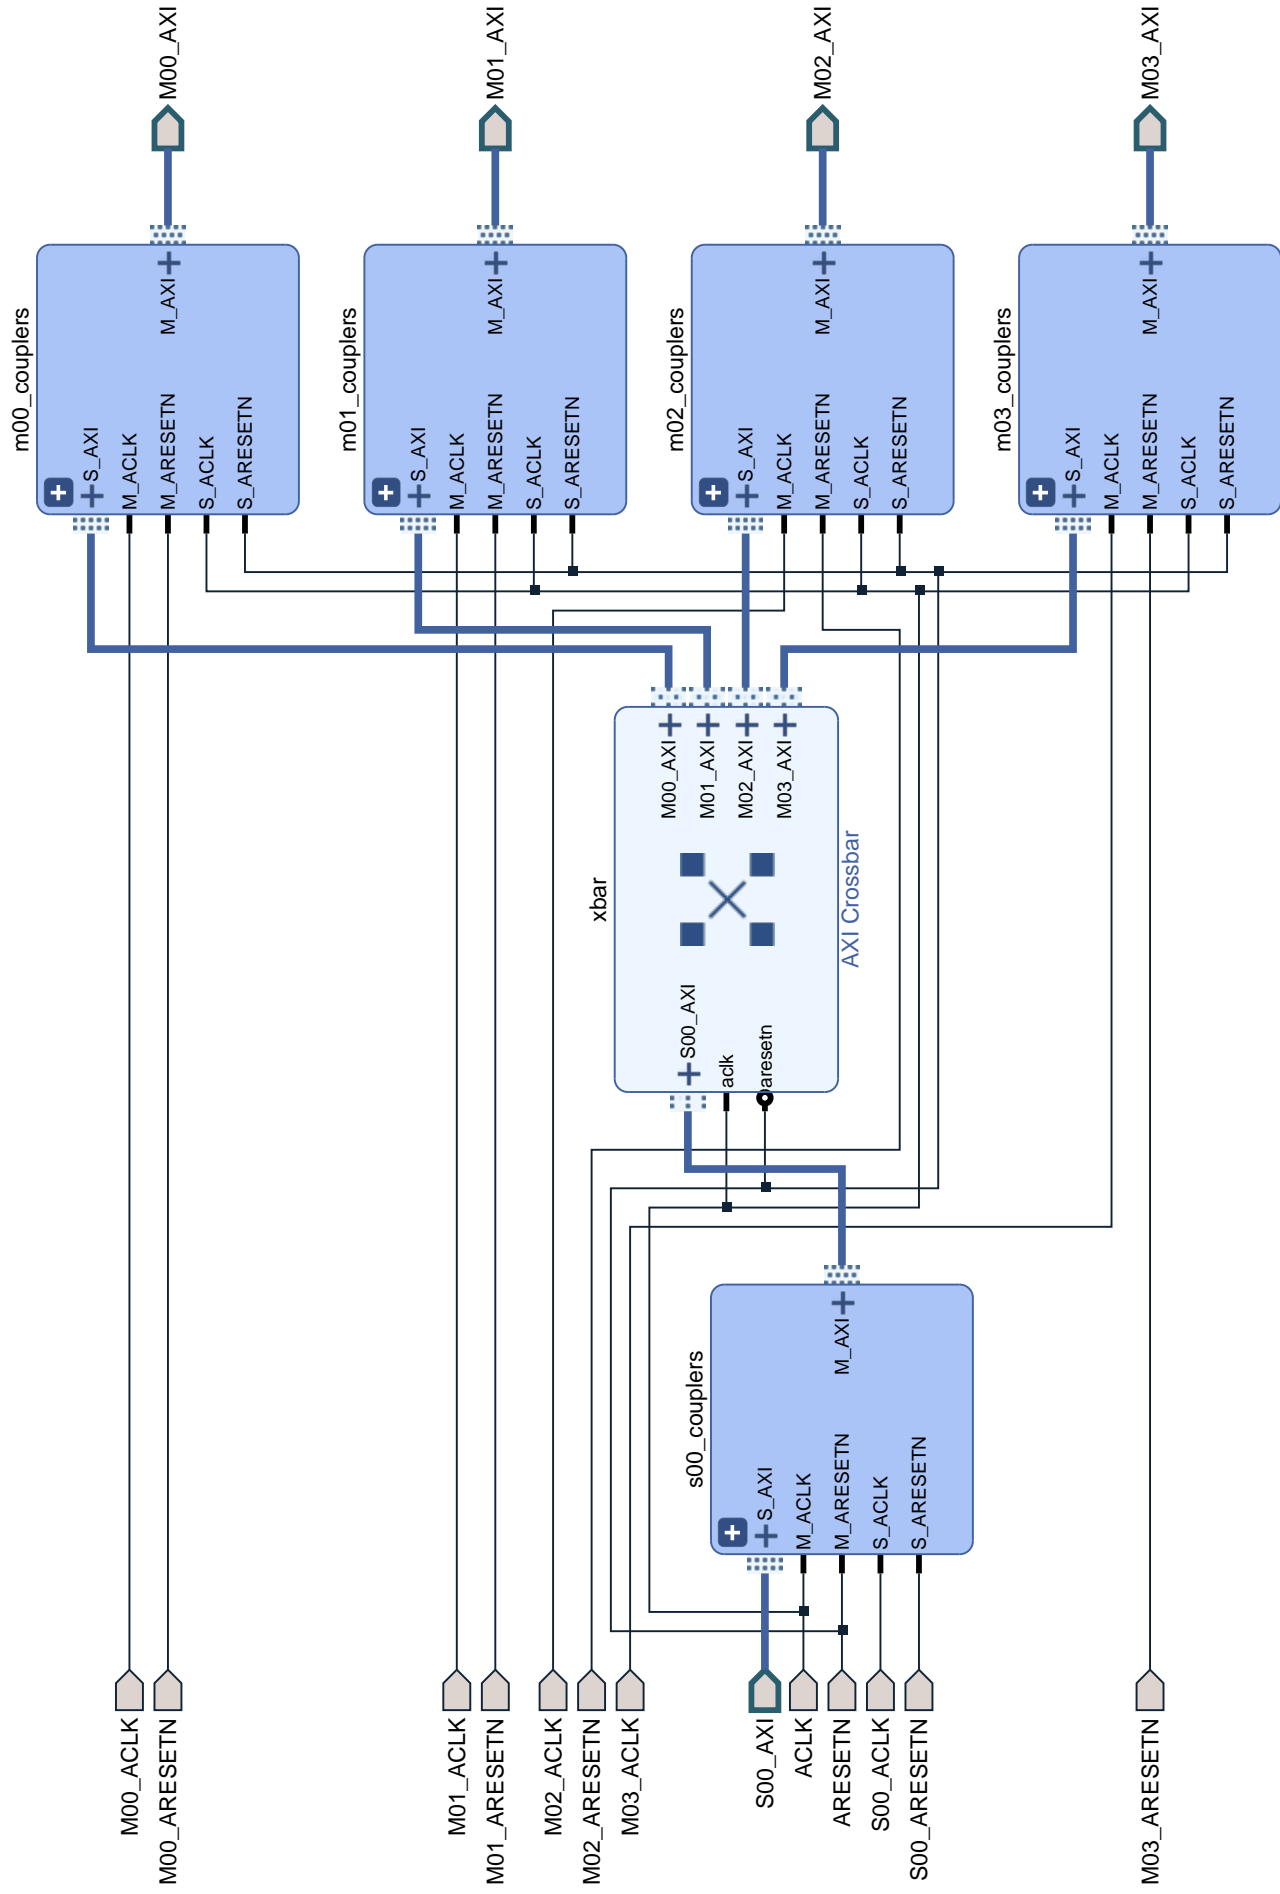 M00_ACLK
M00_ARESETN
M01_ACLK
M01_ARESETN
M02_ACLK
M02_ARESETN
M03_ACLK
S00_AXI
ACLK
ARESETN
S00_ACLK
S00_ARESETN
M03_ARESETN
s00_couplers
S_AXI
M_ACLK
M_ARESETN
S_ACLK
S_ARESETN
M_AXI
xbar
S00_AXI
aclk
aresetn
M00_AXI
M01_AXI
M02_AXI
M03_AXI
AXI Crossbar
m00_couplers
S_AXI
M_ACLK
M_ARESETN
S_ACLK
S_ARESETN
M_AXI
m01_couplers
S_AXI
M_ACLK
M_ARESETN
S_ACLK
S_ARESETN
M_AXI
m02_couplers
S_AXI
M_ACLK
M_ARESETN
S_ACLK
S_ARESETN
M_AXI
m03_couplers
S_AXI
M_ACLK
M_ARESETN
S_ACLK
S_ARESETN
M_AXI
M00_AXI
M01_AXI
M02_AXI
M03_AXI